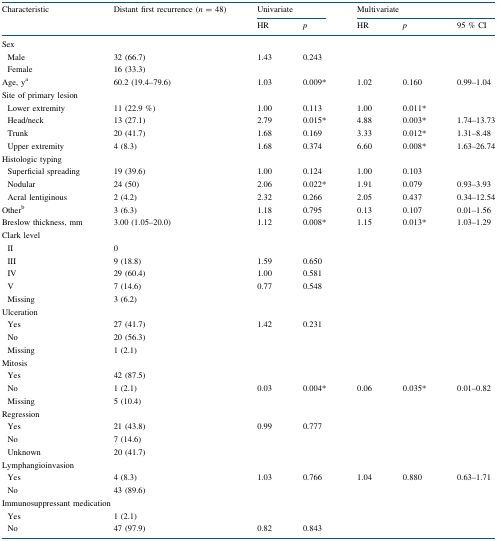 Characteristic Distant first recurrence (n = 48) Univariate Multivariate
HR p HR p 95 % CI
Sex
Male 32 (66.7) 1.43 0.243
Female 16 (33.3)
Age, yᵃ 60.2 (19.4–79.6) 1.03 0.009* 1.02 0.160 0.99–1.04
Site of primary lesion
Lower extremity 11 (22.9 %) 1.00 0.113 1.00 0.011*
Head/neck 13 (27.1) 2.79 0.015* 4.88 0.003* 1.74–13.73
Trunk 20 (41.7) 1.68 0.169 3.33 0.012* 1.31–8.48
Upper extremity 4 (8.3) 1.68 0.374 6.60 0.008* 1.63–26.74
Histologic typing
Superficial spreading 19 (39.6) 1.00 0.124 1.00 0.103
Nodular 24 (50) 2.06 0.022* 1.91 0.079 0.93–3.93
Acral lentiginous 2 (4.2) 2.32 0.266 2.05 0.437 0.34–12.54
Otherᵇ 3 (6.3) 1.18 0.795 0.13 0.107 0.01–1.56
Breslow thickness, mm 3.00 (1.05–20.0) 1.12 0.008* 1.15 0.013* 1.03–1.29
Clark level
II 0
III 9 (18.8) 1.59 0.650
IV 29 (60.4) 1.00 0.581
V 7 (14.6) 0.77 0.548
Missing 3 (6.2)
Ulceration
Yes 27 (41.7) 1.42 0.231
No 20 (56.3)
Missing 1 (2.1)
Mitosis
Yes 42 (87.5)
No 1 (2.1) 0.03 0.004* 0.06 0.035* 0.01–0.82
Missing 5 (10.4)
Regression
Yes 21 (43.8) 0.99 0.777
No 7 (14.6)
Unknown 20 (41.7)
Lymphangioinvasion
Yes 4 (8.3) 1.03 0.766 1.04 0.880 0.63–1.71
No 43 (89.6)
Immunosuppressant medication
Yes 1 (2.1)
No 47 (97.9) 0.82 0.843